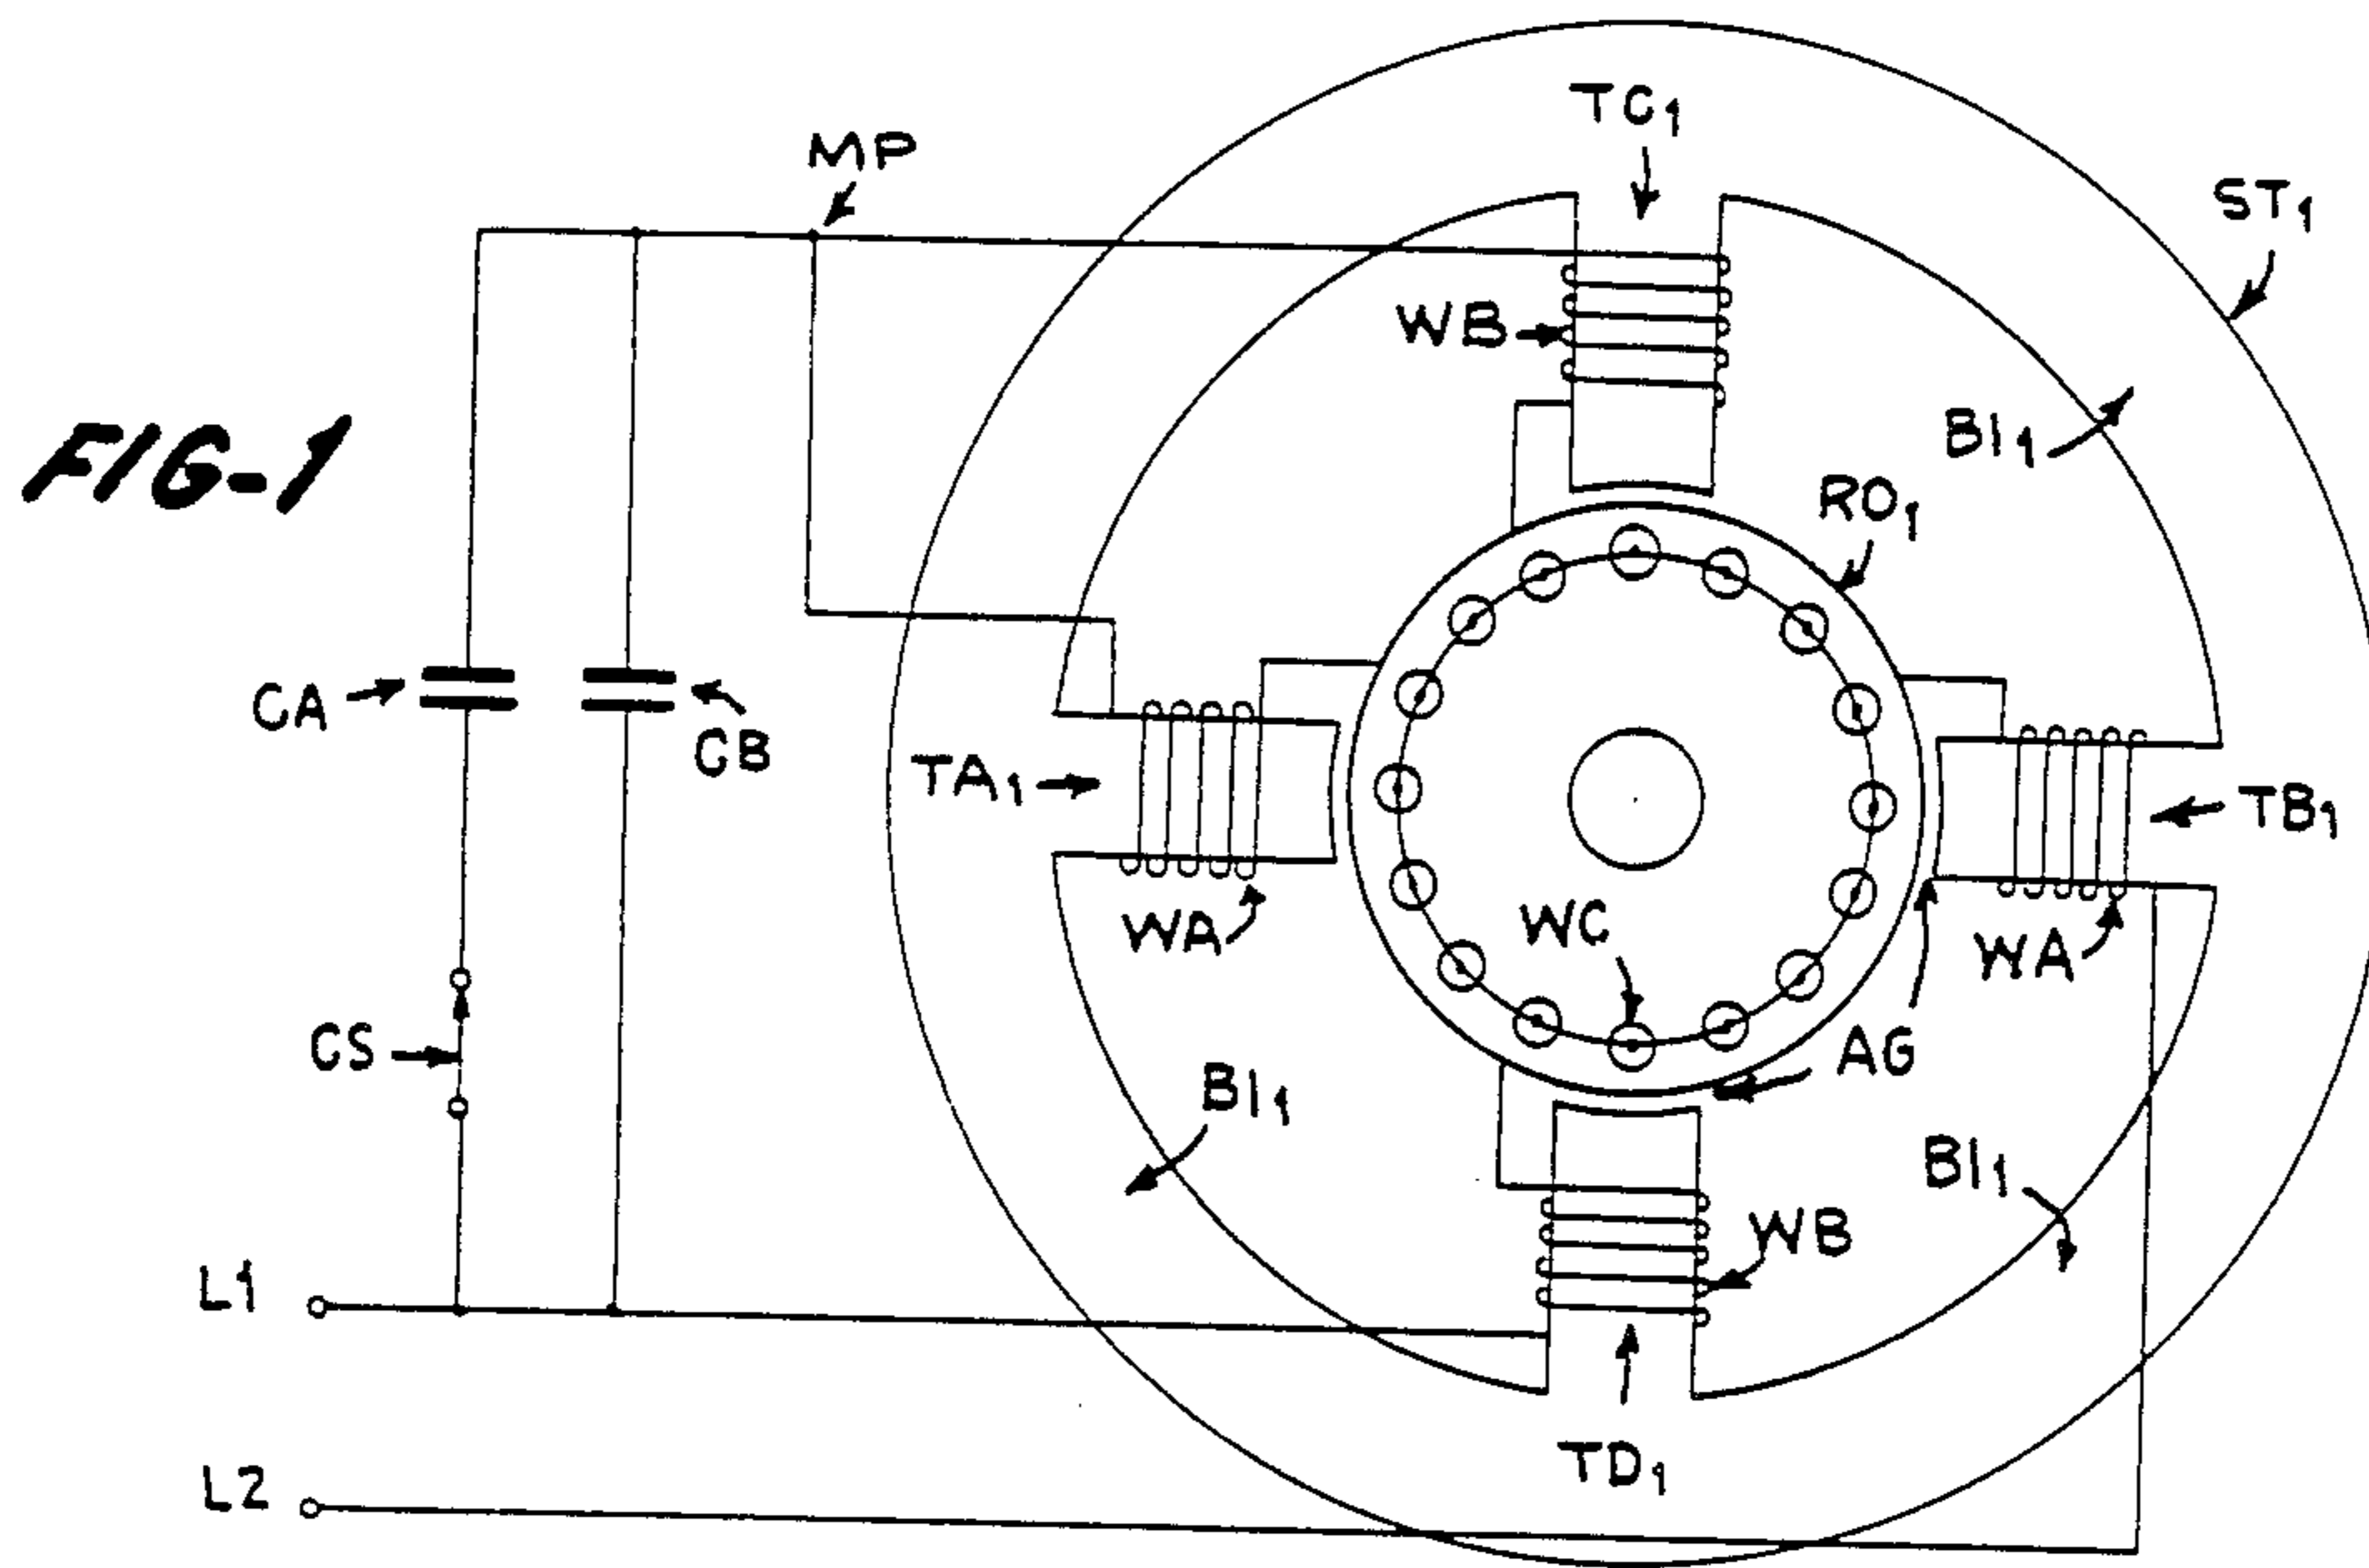 TC₁
MP
ST₁
WB
BI₁
FIG-1
RO₁
CA
CB
TA₁
TB₁
WC
WA
WA
CS
AG
BI₁
BI₁
WB
L1
TD₁
L2